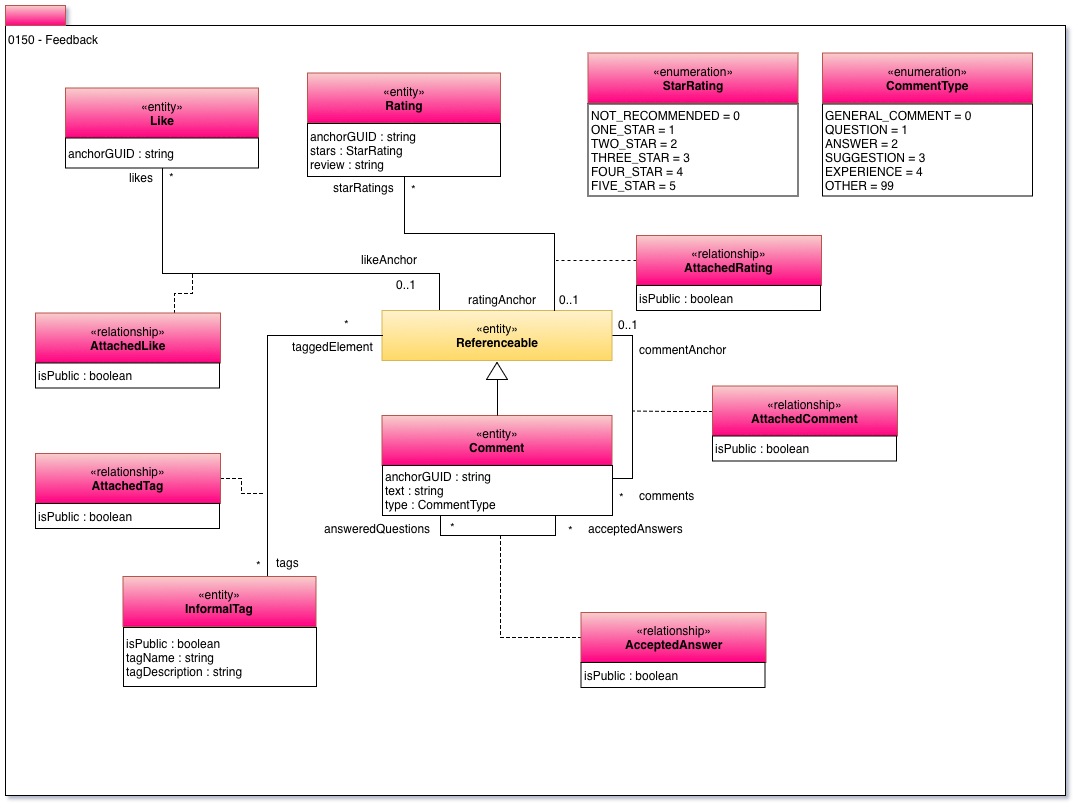 0150 - Feedback
«entity»
Like
anchorGUID : string
likes
*
«entity»
Rating
anchorGUID : string
stars : StarRating
review : string
starRatings
*
«enumeration»
StarRating
NOT_RECOMMENDED = 0
ONE_STAR = 1
TWO_STAR = 2
THREE_STAR = 3
FOUR_STAR = 4
FIVE_STAR = 5
«enumeration»
CommentType
GENERAL_COMMENT = 0
QUESTION = 1
ANSWER = 2
SUGGESTION = 3
EXPERIENCE = 4
OTHER = 99
likeAnchor
0..1
ratingAnchor
0..1
«relationship»
AttachedRating
isPublic : boolean
«relationship»
AttachedLike
isPublic : boolean
*
taggedElement
«entity»
Referenceable
0..1
commentAnchor
«relationship»
AttachedComment
isPublic : boolean
«entity»
Comment
anchorGUID : string
text : string
type : CommentType
*
comments
«relationship»
AttachedTag
isPublic : boolean
answeredQuestions
*
*
acceptedAnswers
*
tags
«entity»
InformalTag
isPublic : boolean
tagName : string
tagDescription : string
«relationship»
AcceptedAnswer
isPublic : boolean